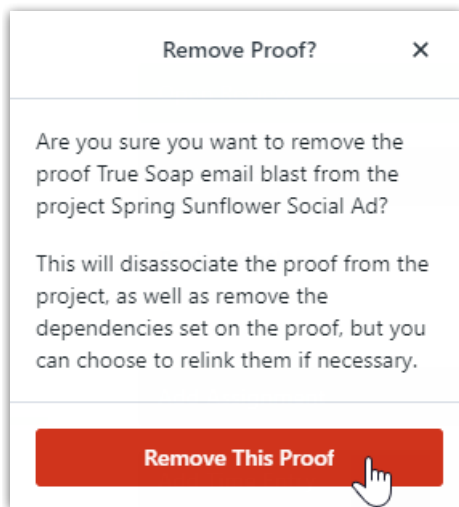 Remove Proof?
Are you sure you want to remove the
proof True Soap email blast from the
project Spring Sunflower Social Ad?
This will disassociate the proof from the
project, as well as remove the
dependencies set on the proof, but you
can choose to relink them if necessary.
Remove This Proof